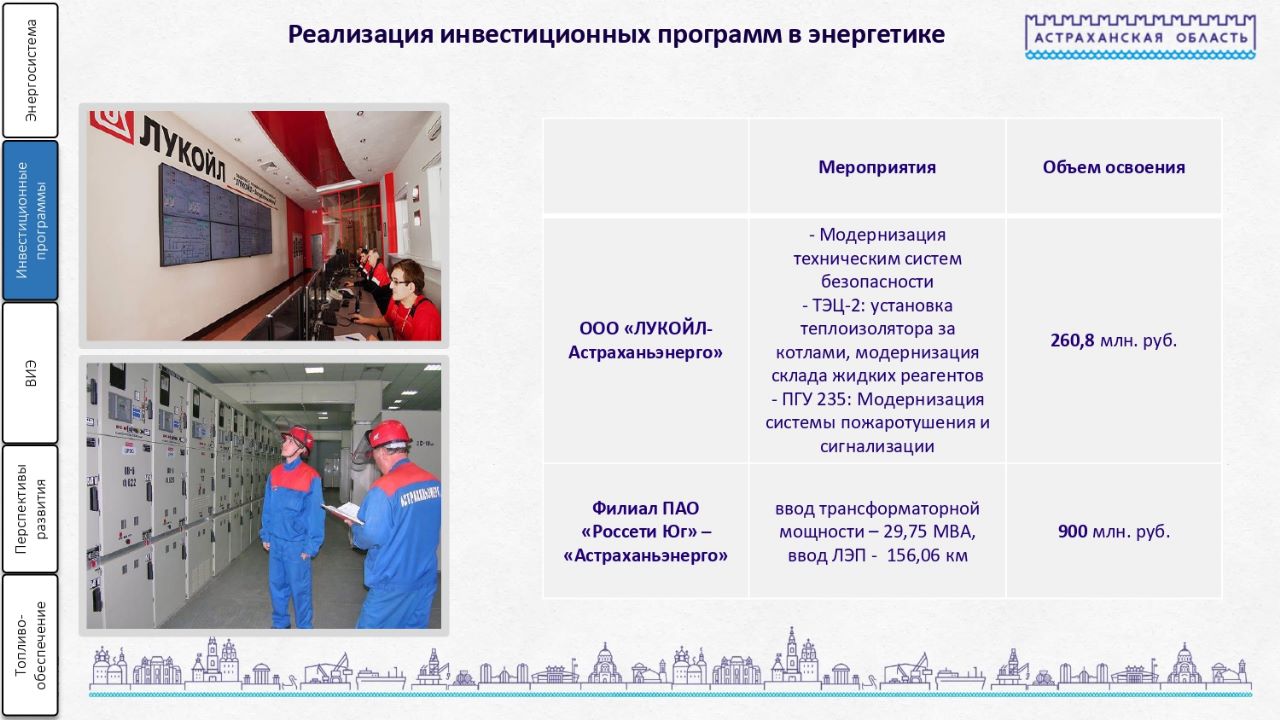 Реализация инвестиционных программ в энергетике
АСТРАХАНСКАЯ ОБЛАСТЬ
Энергосистема
Инвестиционные
программы
ВИЭ
Перспективы
развития
Топливо-
обеспечение
ЛУКОЙЛ
АСТРАХАНЬЭНЕРГО
Мероприятия
Объем освоения
ООО «ЛУКОЙЛ-
Астраханьэнерго»
- Модернизация
техническим систем
безопасности
- ТЭЦ-2: установка
теплоизолятора за
котлами, модернизация
склада жидких реагентов
- ПГУ 235: Модернизация
системы пожаротушения и
сигнализации
260,8 млн. руб.
Филиал ПАО
«Россети Юг» –
«Астраханьэнерго»
ввод трансформаторной
мощности – 29,75 МВА,
ввод ЛЭП - 156,06 км
900 млн. руб.